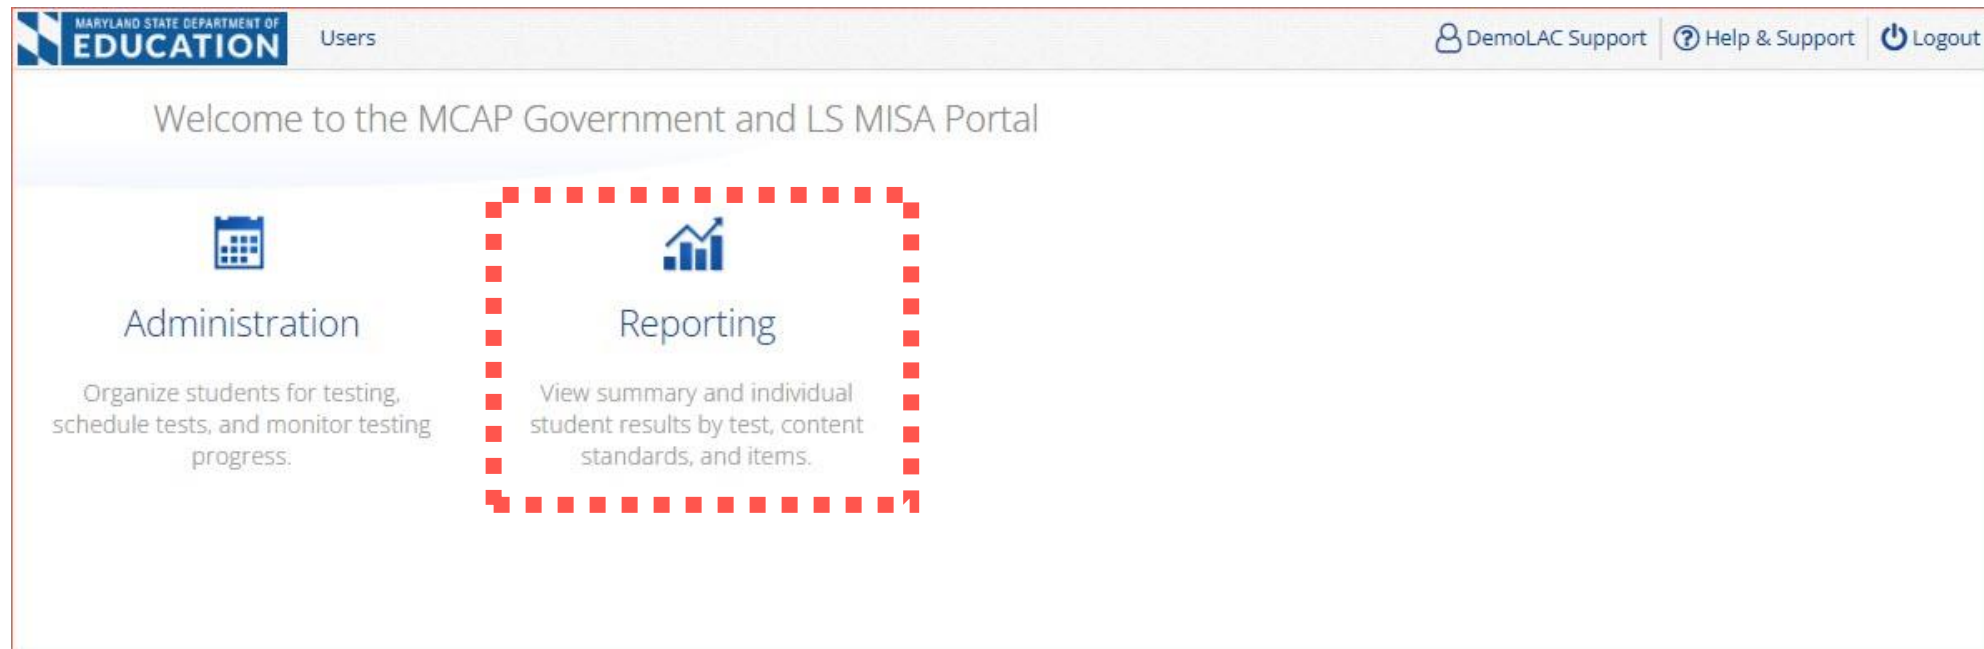 MARYLAND STATE DEPARTMENT OF
EDUCATION
Users
DemoLAC Support
Help & Support
Logout
Welcome to the MCAP Government and LS MISA Portal
Administration
Organize students for testing,
schedule tests, and monitor testing
progress.
Reporting
View summary and individual
student results by test, content
standards, and items.